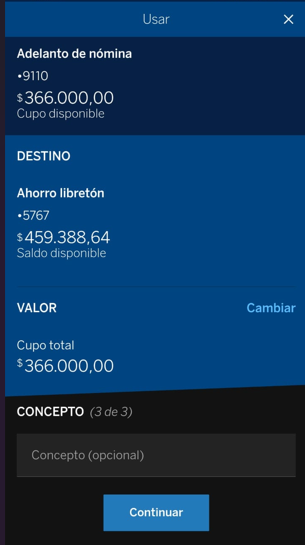 Usar
Adelanto de nómina
•9110
$366.000,00
Cupo disponible
DESTINO
Ahorro libretón
•5767
$459.388,64
Saldo disponible
VALOR Cambiar
Cupo total
$366.000,00
CONCEPTO (3 de 3)
Concepto (opcional)
Continuar